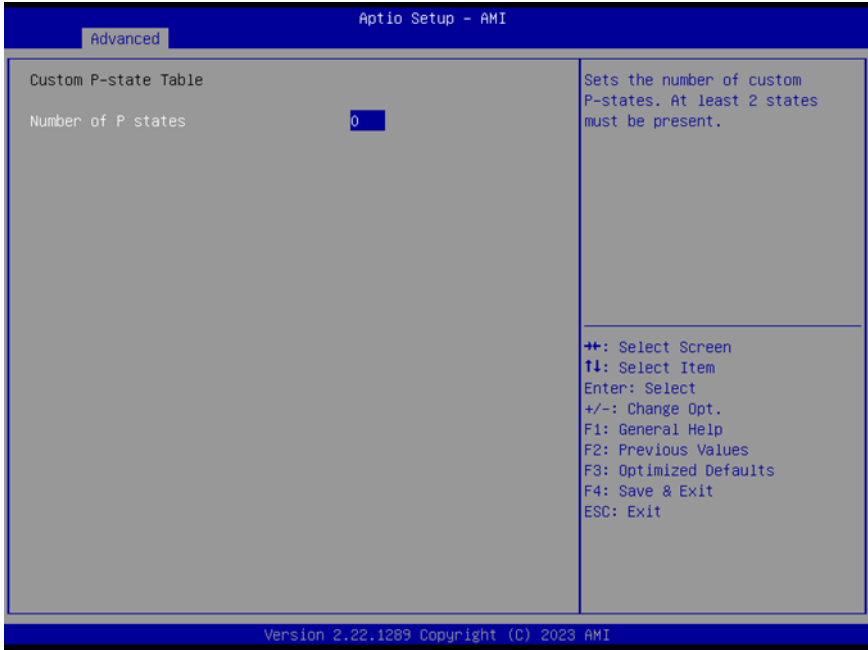 Aptio Setup - AMI
Advanced
Custom P-state Table
Number of P states 0
Sets the number of custom
P-states. At least 2 states
must be present.
→←: Select Screen
↑↓: Select Item
Enter: Select
+/-: Change Opt.
F1: General Help
F2: Previous Values
F3: Optimized Defaults
F4: Save & Exit
ESC: Exit
Version 2.22.1289 Copyright (C) 2023 AMI